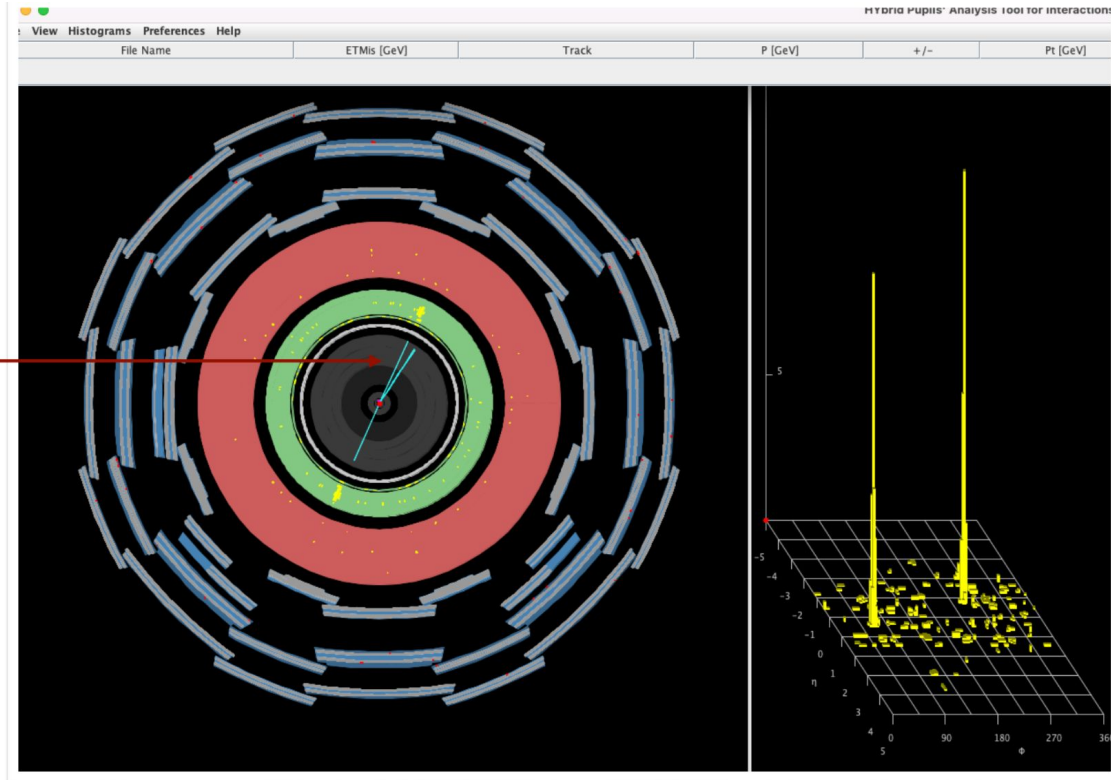 HYbrid Pupils' Analysis Tool for Interactions
View Histograms Preferences Help
File Name ETMis [GeV] Track P [GeV] +/- Pt [GeV]
5
-5
-4
-3
-2
-1
0
1
η
2
3
4
5
0 90 180 270 36
Φ